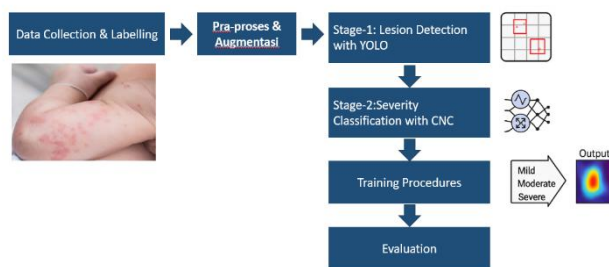 Data Collection & Labelling
Pra-proses &
Augmentasi
Stage-1: Lesion Detection
with YOLO
Stage-2:Severity
Classification with CNC
Training Procedures
Output
Mild
Moderate
Severe
Evaluation